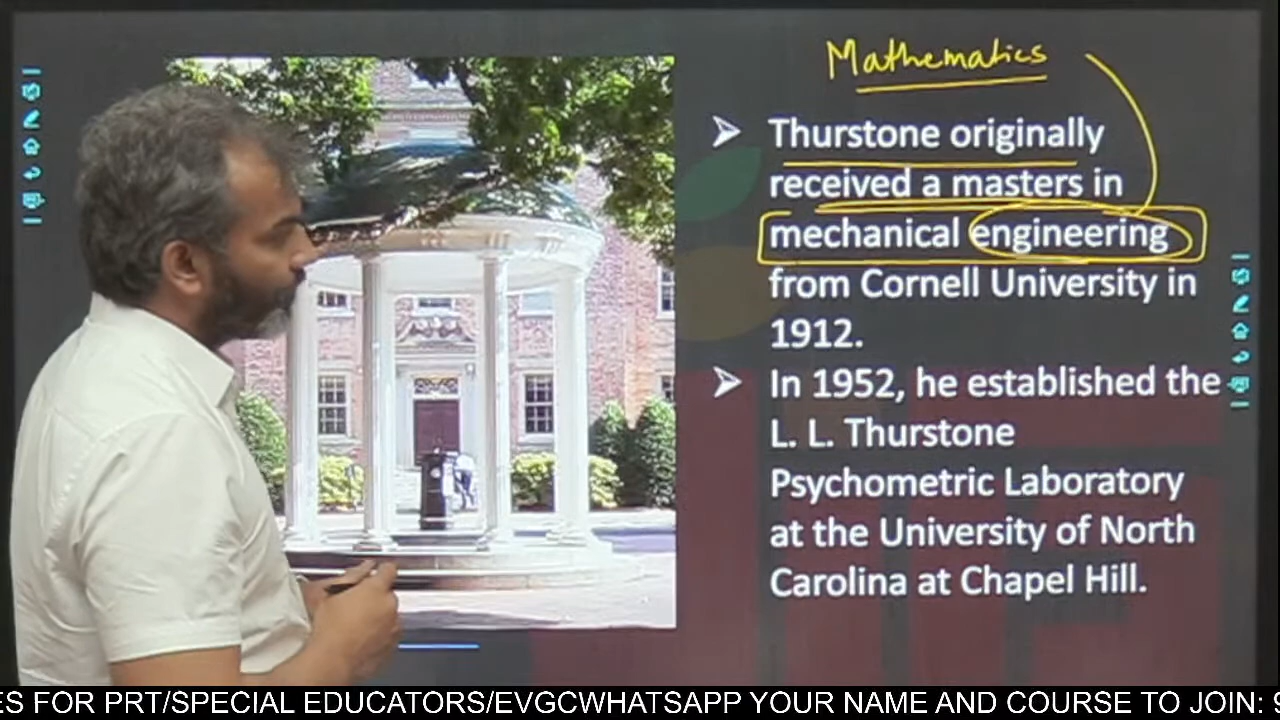 Mathematics
➢ Thurstone originally
received a masters in
mechanical engineering
from Cornell University in
1912.
➢ In 1952, he established the
L. L. Thurstone
Psychometric Laboratory
at the University of North
Carolina at Chapel Hill.
ES FOR PRT/SPECIAL EDUCATORS/EVGCWHATSAPP YOUR NAME AND COURSE TO JOIN: 9